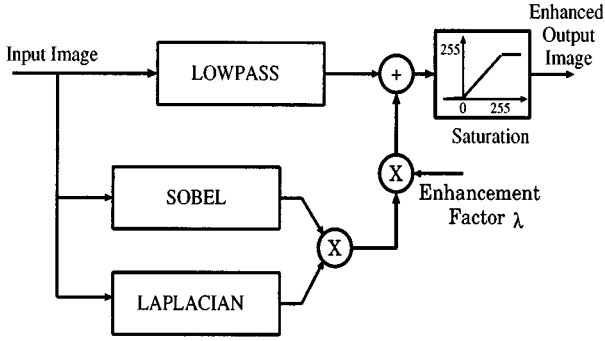 Enhanced
Output
Image
Input Image
LOWPASS
+
255
0 255
Saturation
SOBEL
X
X
Enhancement
Factor λ
LAPLACIAN